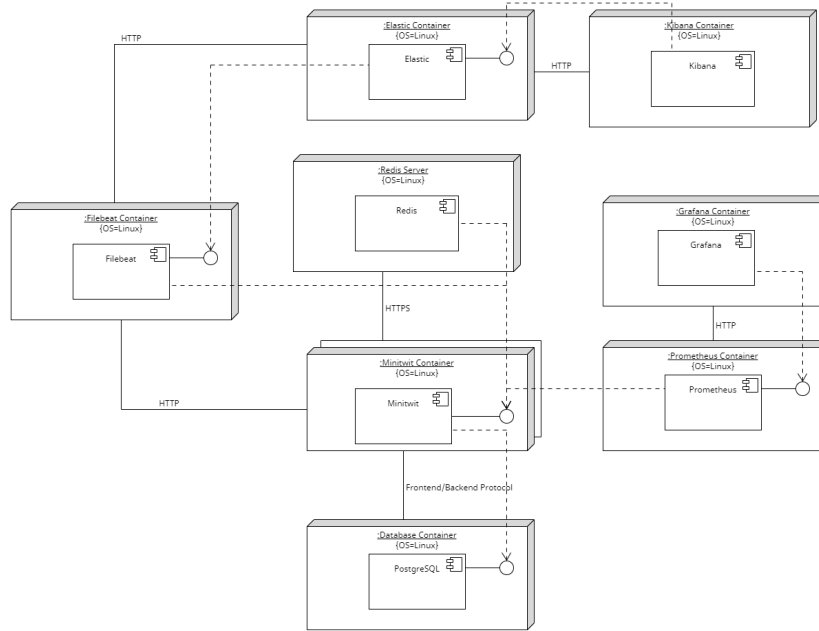 :Elastic Container
{OS=Linux}
Elastic
:Kibana Container
{OS=Linux}
Kibana
HTTP
HTTP
:Redis Server
{OS=Linux}
Redis
:Filebeat Container
{OS=Linux}
Filebeat
:Grafana Container
{OS=Linux}
Grafana
HTTPS
HTTP
:Minitwit Container
{OS=Linux}
Minitwit
:Prometheus Container
{OS=Linux}
Prometheus
HTTP
Frontend/Backend Protocol
:Database Container
{OS=Linux}
PostgreSQL